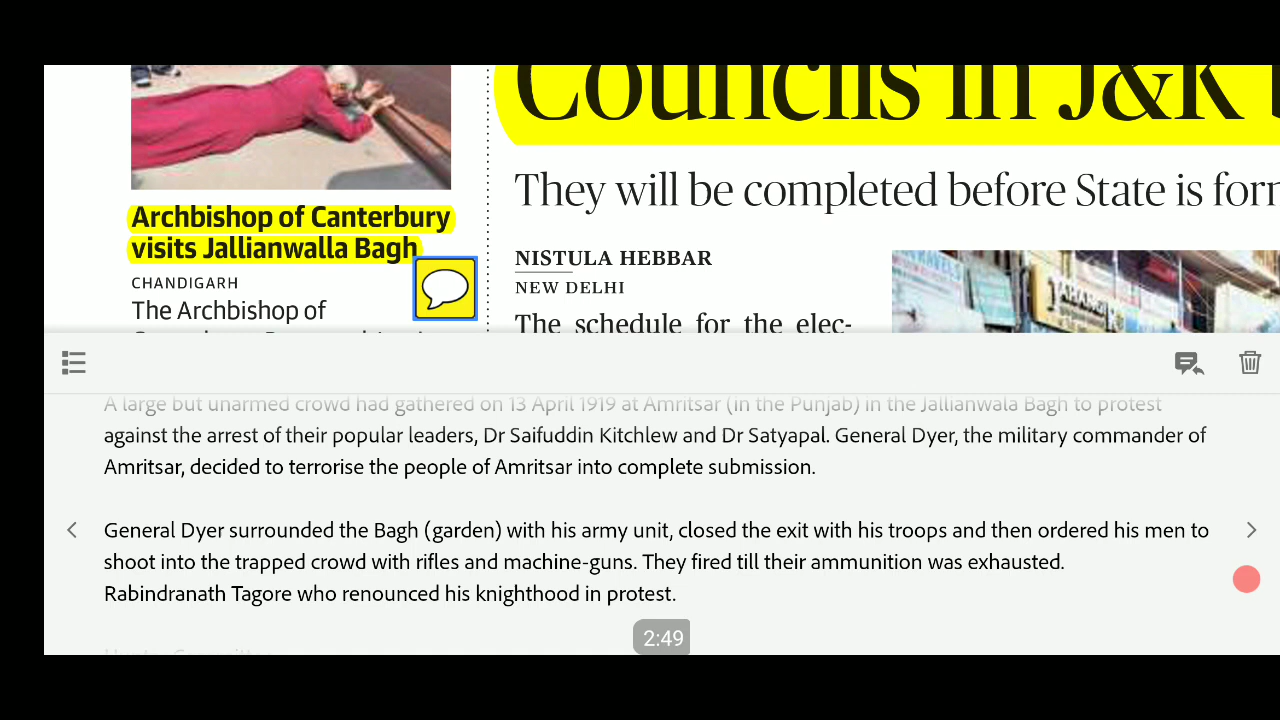 Councils in J&K
They will be completed before State is
Archbishop of Canterbury
visits Jallianwalla Bagh
CHANDIGARH
The Archbishop of
NISTULA HEBBAR
NEW DELHI
The schedule for the elec-
A large but unarmed crowd had gathered on 13 April 1919 at Amritsar (in the Punjab) in the Jallianwala Bagh to protest
against the arrest of their popular leaders, Dr Saifuddin Kitchlew and Dr Satyapal. General Dyer, the military commander of
Amritsar, decided to terrorise the people of Amritsar into complete submission.
General Dyer surrounded the Bagh (garden) with his army unit, closed the exit with his troops and then ordered his men to
shoot into the trapped crowd with rifles and machine-guns. They fired till their ammunition was exhausted.
Rabindranath Tagore who renounced his knighthood in protest.
2:49